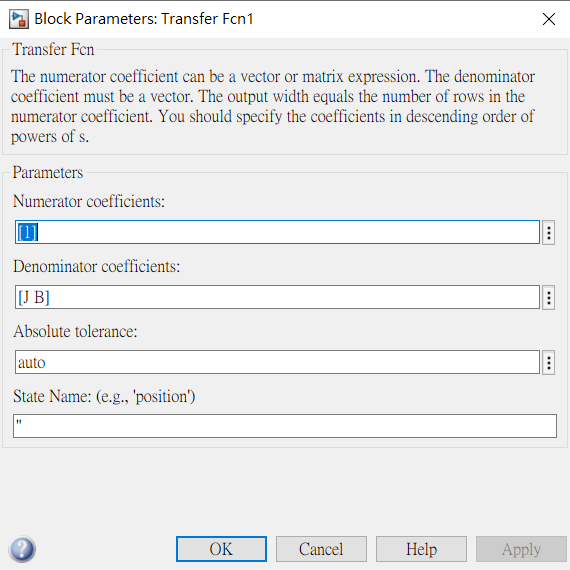 Block Parameters: Transfer Fcn1
Transfer Fcn
The numerator coefficient can be a vector or matrix expression. The denominator
coefficient must be a vector. The output width equals the number of rows in the
numerator coefficient. You should specify the coefficients in descending order of
powers of s.
Parameters
Numerator coefficients:
[1]
Denominator coefficients:
[J B]
Absolute tolerance:
auto
State Name: (e.g., 'position')
''
OK Cancel Help Apply